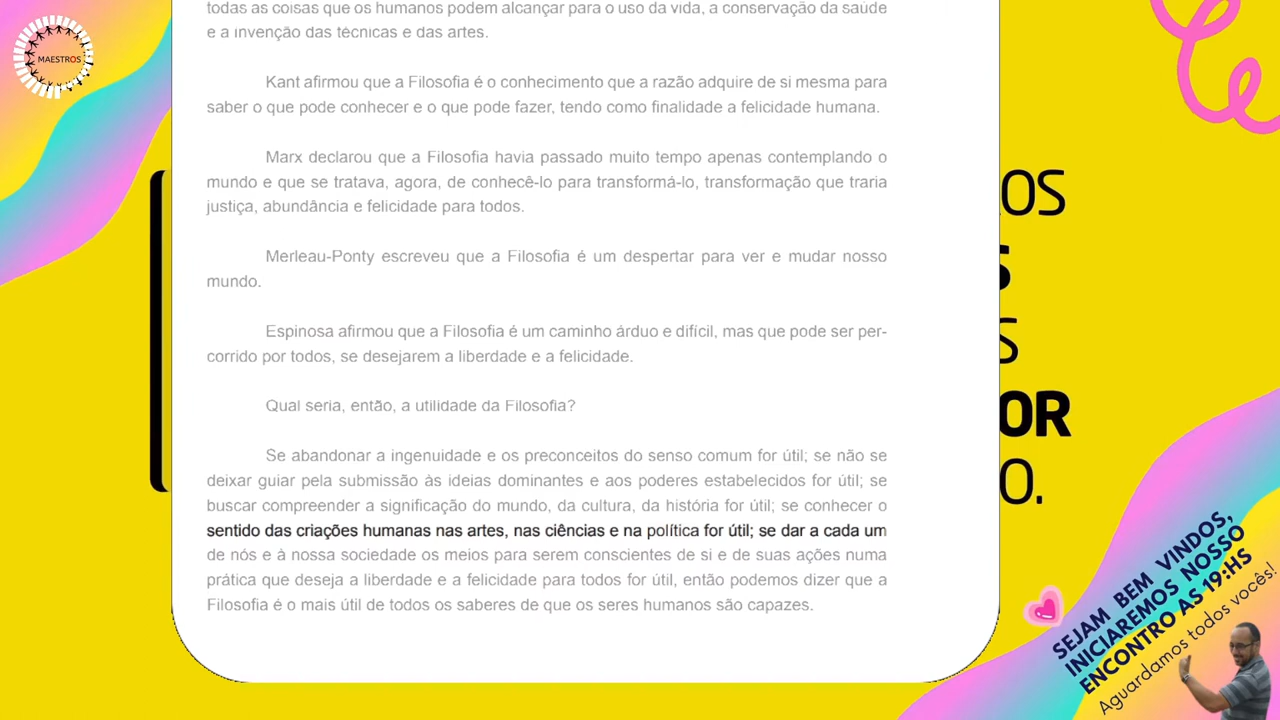 MAESTROS
todas as coisas que os humanos podem alcançar para o uso da vida, a conservação da saúde
e a invenção das técnicas e das artes.
Kant afirmou que a Filosofia é o conhecimento que a razão adquire de si mesma para
saber o que pode conhecer e o que pode fazer, tendo como finalidade a felicidade humana.
Marx declarou que a Filosofia havia passado muito tempo apenas contemplando o
mundo e que se tratava, agora, de conhecê-lo para transformá-lo, transformação que traria
justiça, abundância e felicidade para todos.
Merleau-Ponty escreveu que a Filosofia é um despertar para ver e mudar nosso
mundo.
Espinosa afirmou que a Filosofia é um caminho árduo e difícil, mas que pode ser per-
corrido por todos, se desejarem a liberdade e a felicidade.
Qual seria, então, a utilidade da Filosofia?
Se abandonar a ingenuidade e os preconceitos do senso comum for útil; se não se
deixar guiar pela submissão às ideias dominantes e aos poderes estabelecidos for útil; se
buscar compreender a significação do mundo, da cultura, da história for útil; se conhecer o
sentido das criações humanas nas artes, nas ciências e na política for útil; se dar a cada um
de nós e à nossa sociedade os meios para serem conscientes de si e de suas ações numa
prática que deseja a liberdade e a felicidade para todos for útil, então podemos dizer que a
Filosofia é o mais útil de todos os saberes de que os seres humanos são capazes.
OS
S
S
OR
O.
SEJAM BEM VINDOS,
INICIAREMOS NOSSO
ENCONTRO AS 19:HS
Aguardamos todos vocês!